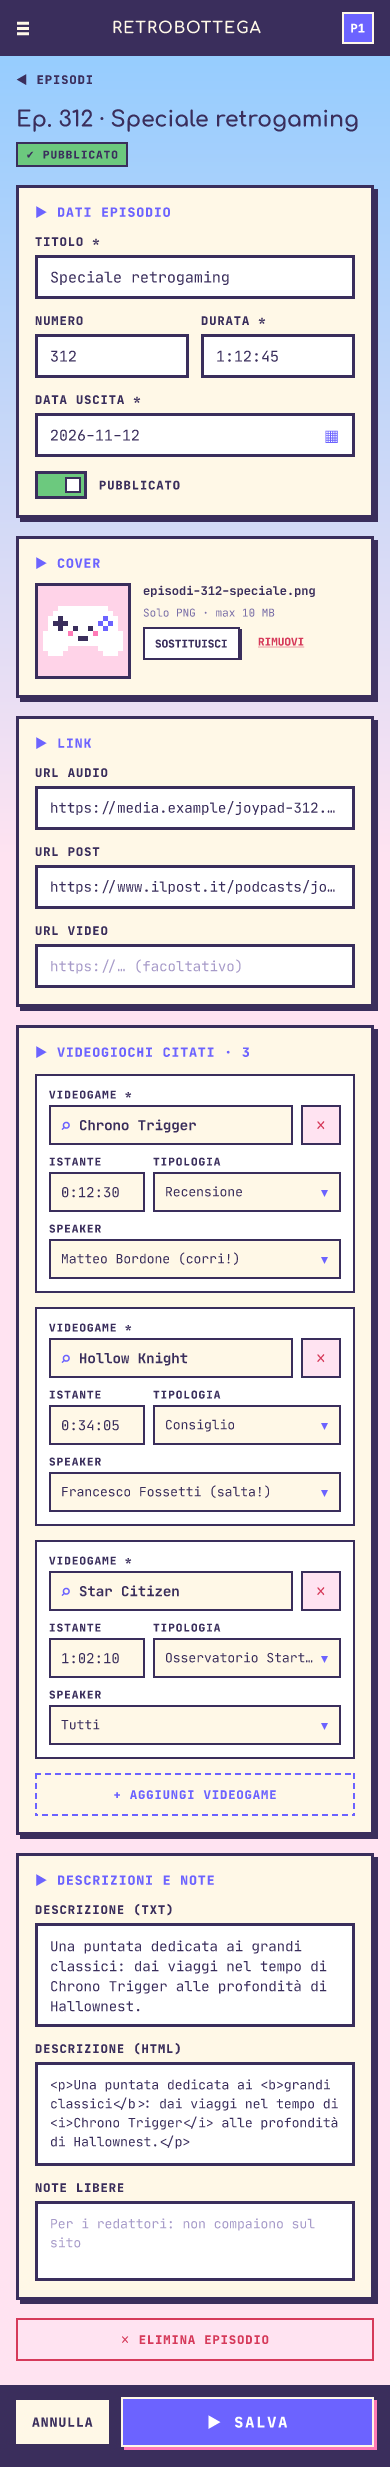 RETROBOTTEGA
P1
◀ EPISODI
Ep. 312 · Speciale retrogaming
✓ PUBBLICATO
▶ DATI EPISODIO
TITOLO *
Speciale retrogaming
NUMERO DURATA *
312 1:12:45
DATA USCITA *
2026-11-12
PUBBLICATO
▶ COVER
episodi-312-speciale.png
Solo PNG · max 10 MB
SOSTITUISCI RIMUOVI
▶ LINK
URL AUDIO
https://media.example/joypad-312.…
URL POST
https://www.ilpost.it/podcasts/jo…
URL VIDEO
https://… (facoltativo)
▶ VIDEOGIOCHI CITATI · 3
VIDEOGAME *
Chrono Trigger ×
ISTANTE TIPOLOGIA
0:12:30 Recensione ▼
SPEAKER
Matteo Bordone (corri!) ▼
VIDEOGAME *
Hollow Knight ×
ISTANTE TIPOLOGIA
0:34:05 Consiglio ▼
SPEAKER
Francesco Fossetti (salta!) ▼
VIDEOGAME *
Star Citizen ×
ISTANTE TIPOLOGIA
1:02:10 Osservatorio Start… ▼
SPEAKER
Tutti ▼
+ AGGIUNGI VIDEOGAME
▶ DESCRIZIONI E NOTE
DESCRIZIONE (TXT)
Una puntata dedicata ai grandi
classici: dai viaggi nel tempo di
Chrono Trigger alle profondità di
Hallownest.
DESCRIZIONE (HTML)
<p>Una puntata dedicata ai <b>grandi
classici</b>: dai viaggi nel tempo di
<i>Chrono Trigger</i> alle profondità
di Hallownest.</p>
NOTE LIBERE
Per i redattori: non compaiono sul
sito
× ELIMINA EPISODIO
ANNULLA ▶ SALVA